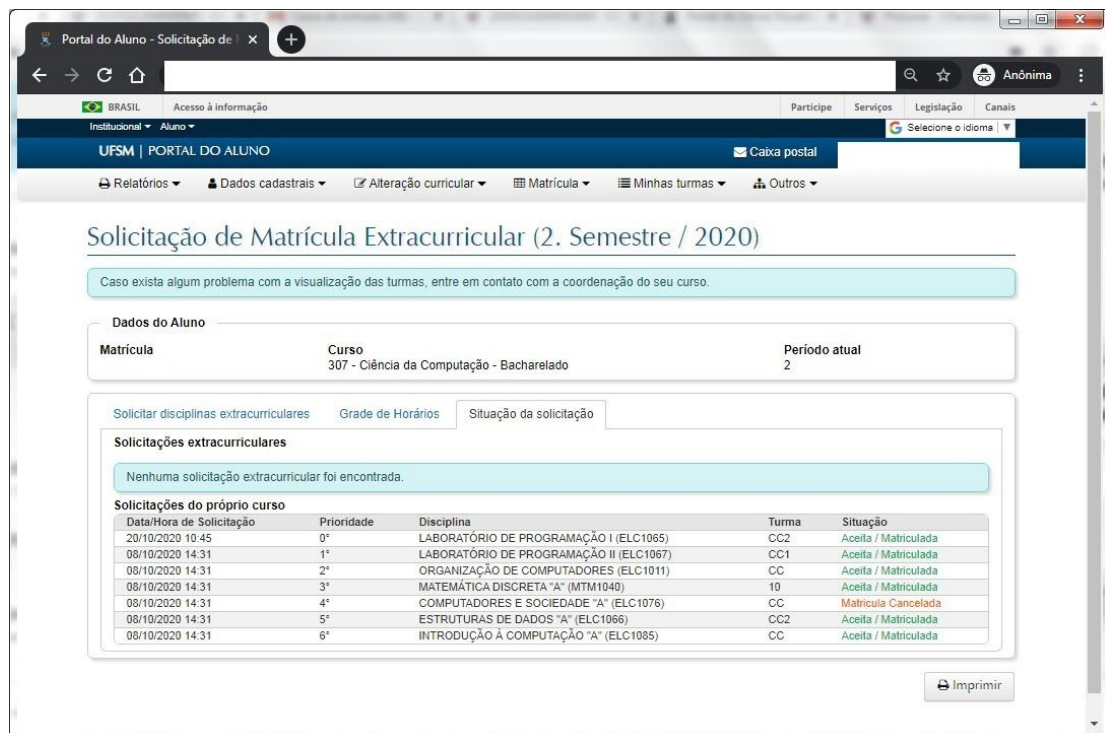 Portal do Aluno - Solicitação de
Anônima
BRASIL Acesso à informação Participe Serviços Legislação Canais
Institucional Aluno Selecione o idioma
UFSM | PORTAL DO ALUNO Caixa postal
Relatórios Dados cadastrais Alteração curricular Matrícula Minhas turmas Outros
Solicitação de Matrícula Extracurricular (2. Semestre / 2020)
Caso exista algum problema com a visualização das turmas, entre em contato com a coordenação do seu curso.
Dados do Aluno
Matrícula Curso Período atual
307 - Ciência da Computação - Bacharelado 2
Solicitar disciplinas extracurriculares Grade de Horários Situação da solicitação
Solicitações extracurriculares
Nenhuma solicitação extracurricular foi encontrada.
Solicitações do próprio curso
Data/Hora de Solicitação Prioridade Disciplina Turma Situação
20/10/2020 10:45 0° LABORATÓRIO DE PROGRAMAÇÃO I (ELC1065) CC2 Aceita / Matriculada
08/10/2020 14:31 1° LABORATÓRIO DE PROGRAMAÇÃO II (ELC1067) CC1 Aceita / Matriculada
08/10/2020 14:31 2° ORGANIZAÇÃO DE COMPUTADORES (ELC1011) CC Aceita / Matriculada
08/10/2020 14:31 3° MATEMÁTICA DISCRETA "A" (MTM1040) 10 Aceita / Matriculada
08/10/2020 14:31 4° COMPUTADORES E SOCIEDADE "A" (ELC1076) CC Matricula Cancelada
08/10/2020 14:31 5° ESTRUTURAS DE DADOS "A" (ELC1066) CC2 Aceita / Matriculada
08/10/2020 14:31 6° INTRODUÇÃO À COMPUTAÇÃO "A" (ELC1085) CC Aceita / Matriculada
Imprimir